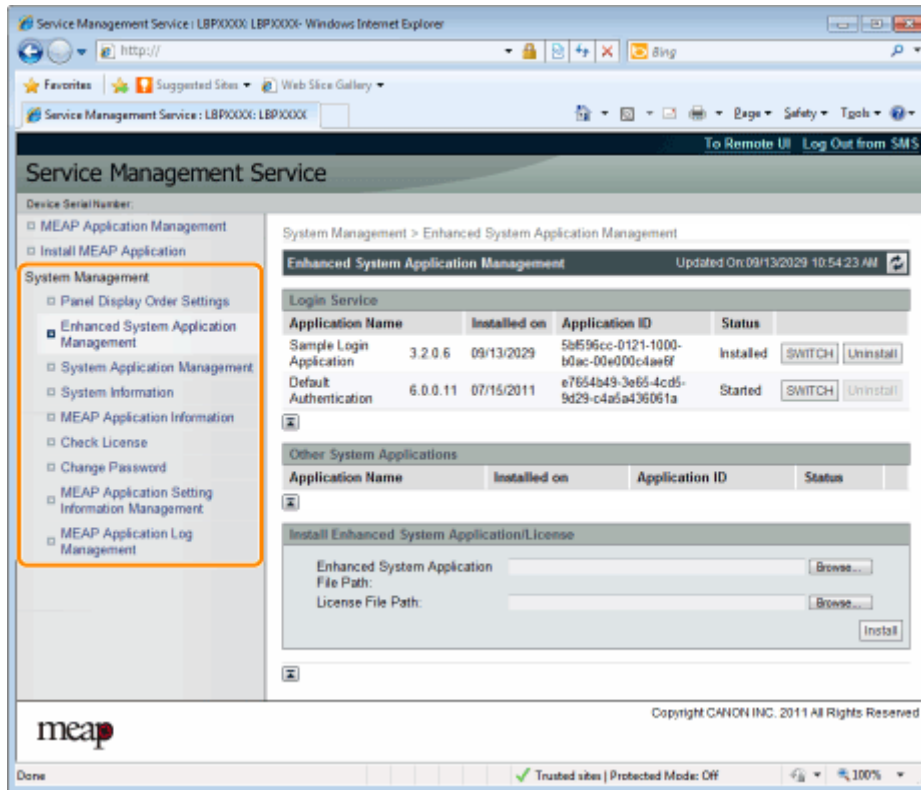 Service Management Service : LBPXXXX: LBPXXXX- Windows Internet Explorer
http://
Bing
Favorites
Suggested Sites
Web Slice Gallery
Service Management Service : LBPXXXX: LBPXXXX
Page
Safety
Tools
To Remote UI
Log Out from SMS
Service Management Service
Device Serial Number:
MEAP Application Management
Install MEAP Application
System Management
Panel Display Order Settings
Enhanced System Application
Management
System Application Management
System Information
MEAP Application Information
Check License
Change Password
MEAP Application Setting
Information Management
MEAP Application Log
Management
System Management > Enhanced System Application Management
Enhanced System Application Management
Updated On:09/13/2029 10:54:23 AM
Login Service
Application Name Installed on Application ID Status
Sample Login
Application 3.2.0.6 09/13/2029 5bf596cc-0121-1000-
b0ac-00e000c4ae6f Installed SWITCH Uninstall
Default
Authentication 6.0.0.11 07/15/2011 e7654b49-3e65-4cd5-
9d29-c4a5a436061a Started SWITCH Uninstall
Other System Applications
Application Name Installed on Application ID Status
Install Enhanced System Application/License
Enhanced System Application
File Path: Browse...
License File Path: Browse...
Install
Copyright CANON INC. 2011 All Rights Reserved
meap
Done
Trusted sites | Protected Mode: Off
100%